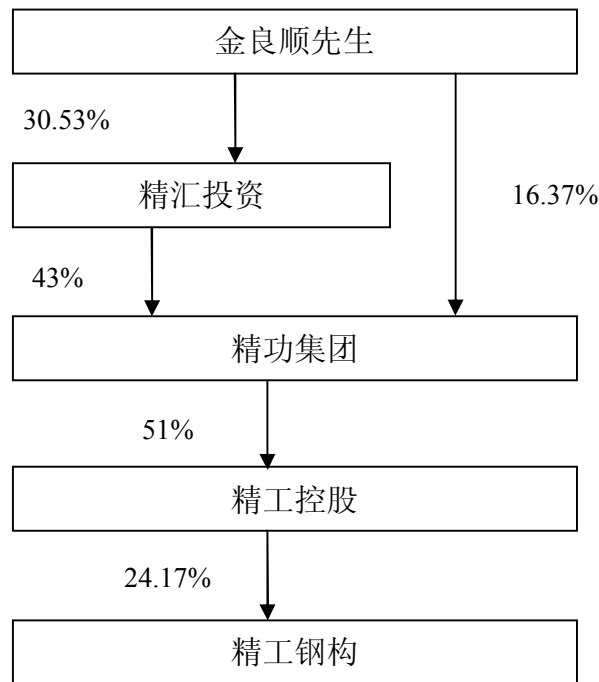 金良顺先生
30.53%
精汇投资
16.37%
43%
精功集团
51%
精工控股
24.17%
精工钢构